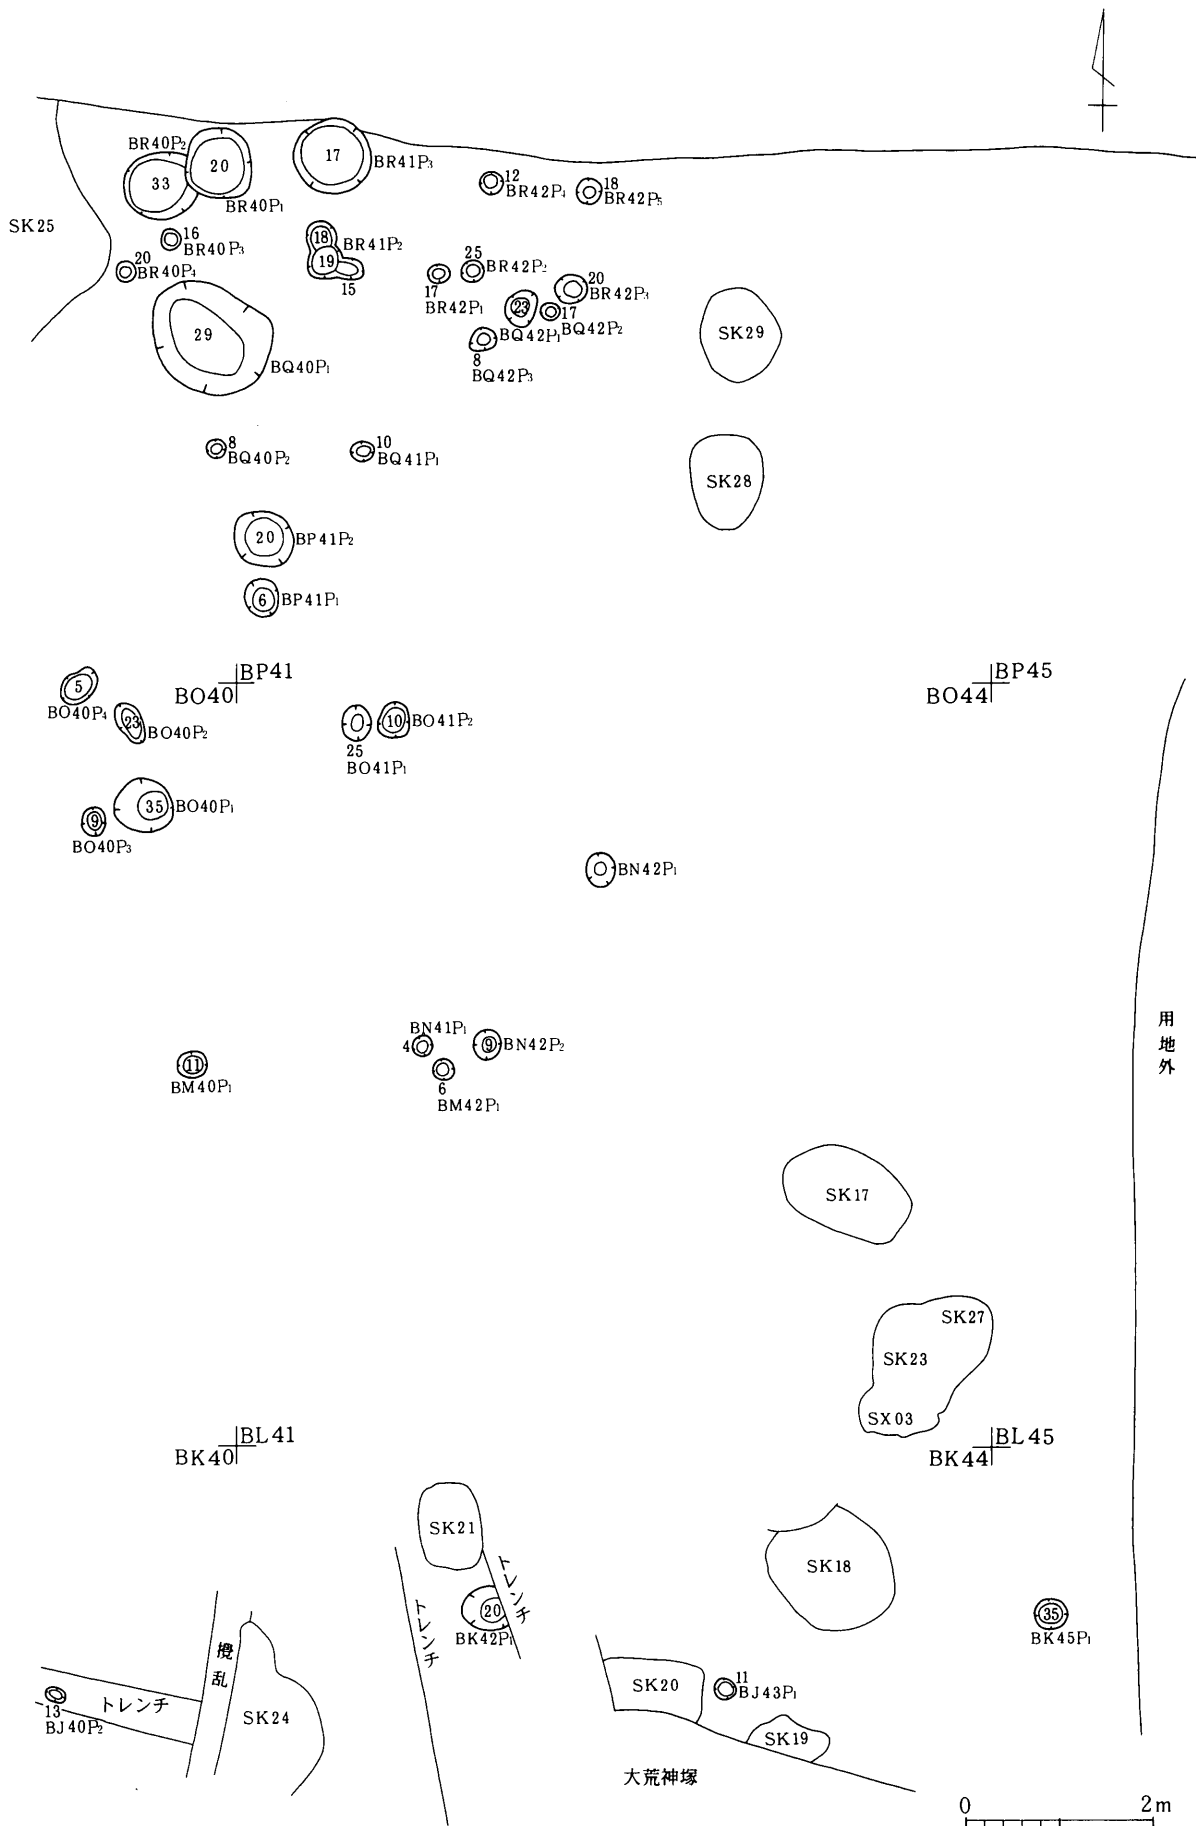 BR40P2
20
17
BR41P3
33
BR40P1
12
BR42P4
18
BR42P5
SK25
16
BR40P3
18
BR41P2
19
15
20
BR40P4
25
BR42P2
17
BR42P1
20
BR42P3
23
17
BQ42P2
BQ42P1
8
BQ42P3
29
BQ40P1
SK29
8
BQ40P2
10
BQ41P1
SK28
20
BP41P2
6
BP41P1
BP41
BO40
BP45
BO44
5
BO40P4
23
BO40P2
10
BO41P2
25
BO41P1
35
BO40P1
9
BO40P3
BN42P1
用地外
BN41P1
4
9
BN42P2
11
BM40P1
6
BM42P1
SK17
SK27
SK23
SX03
BL41
BK40
BL45
BK44
SK21
トレンチ
トレンチ
20
BK42P1
SK18
35
BK45P1
攪乱
トレンチ
13
BJ40P2
SK24
SK20
11
BJ43P1
SK19
大荒神塚
0
2m